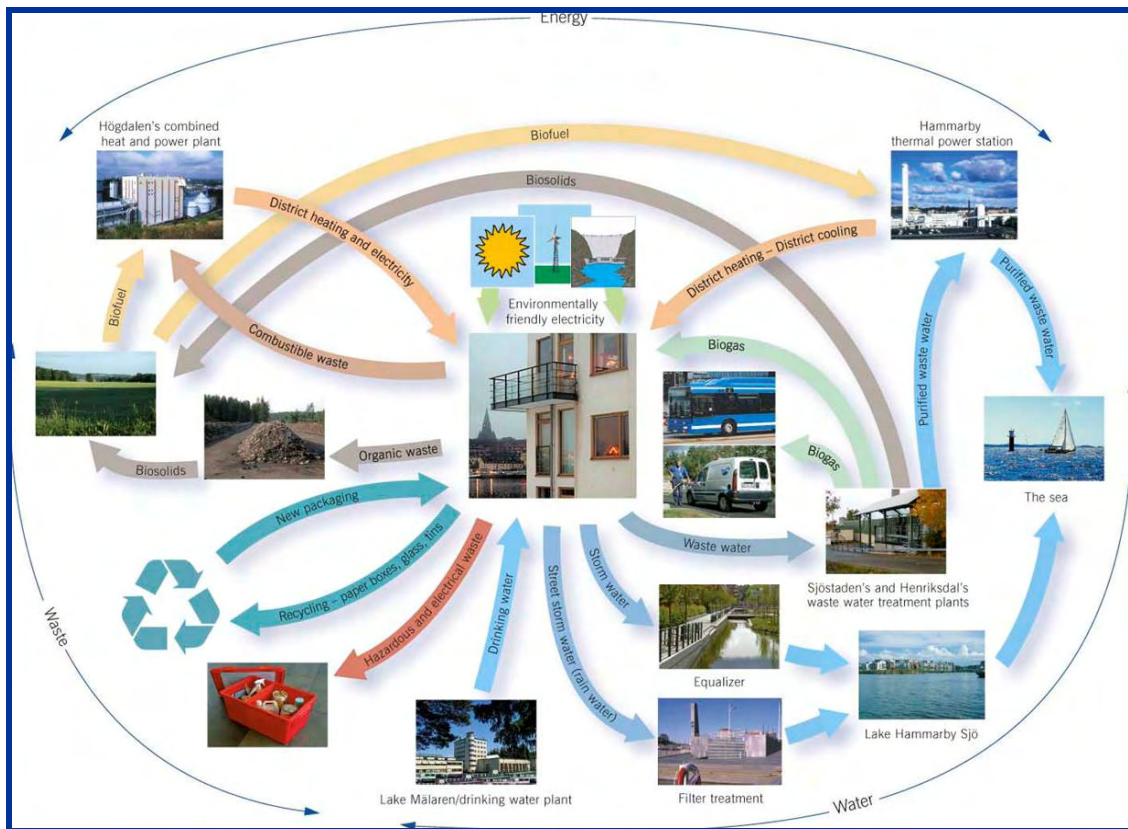 Energy
Högdalen's combined
heat and power plant
Hammarby
thermal power station
Biofuel
Biosolids
District heating and electricity
District heating – District cooling
Environmentally
friendly electricity
Purified waste water
Purified waste water
Biofuel
Combustible waste
Biogas
Biogas
Organic waste
Biosolids
The sea
New packaging
Waste water
Sjöstaden's and Henriksdal's
waste water treatment plants
Recycling – paper boxes, glass, tins
Hazardous and electrical waste
Drinking water
Street storm water (rain water)
Storm water
Waste
Equalizer
Lake Hammarby Sjö
Lake Mälaren/drinking water plant
Filter treatment
Water